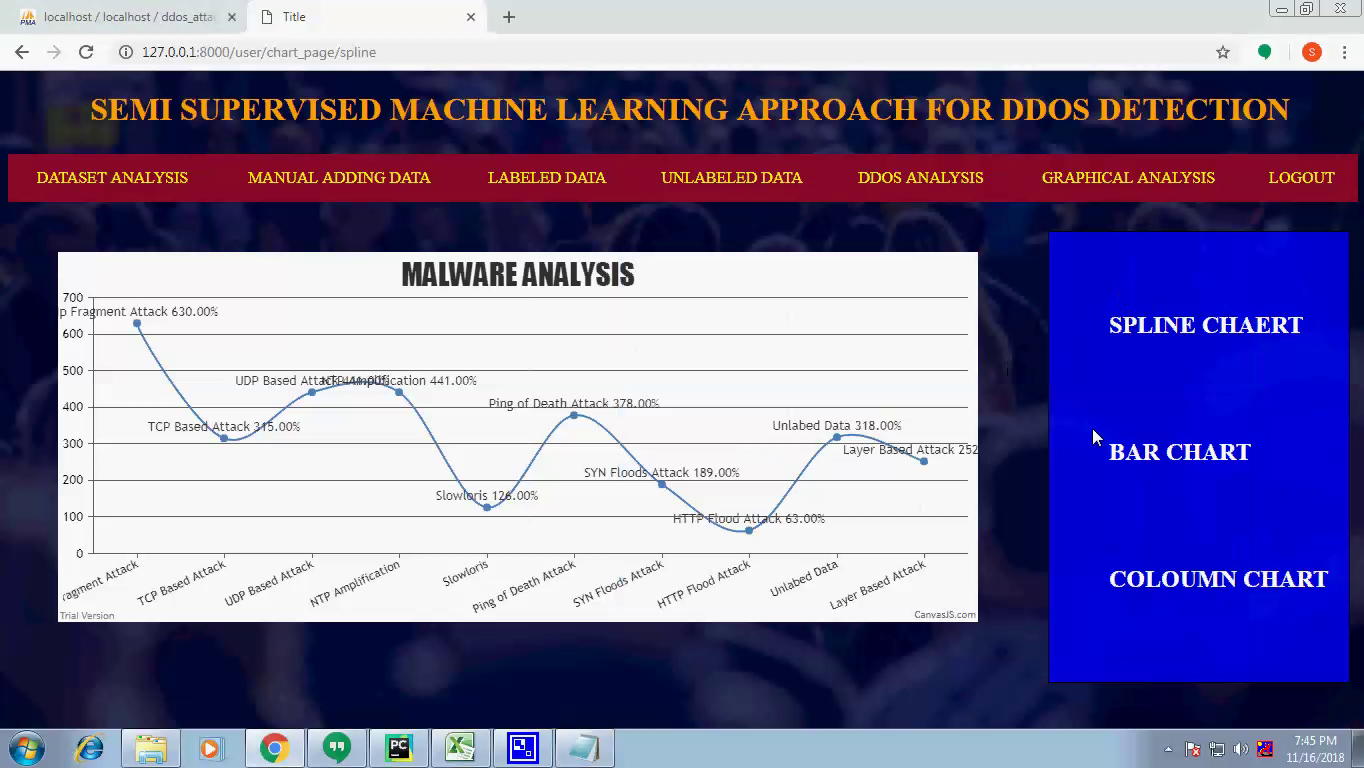 localhost / localhost / ddos_atta
Title
127.0.0.1:8000/user/chart_page/spline
S
SEMI SUPERVISED MACHINE LEARNING APPROACH FOR DDOS DETECTION
DATASET ANALYSIS MANUAL ADDING DATA LABELED DATA UNLABELED DATA DDOS ANALYSIS GRAPHICAL ANALYSIS LOGOUT
MALWARE ANALYSIS
700
p Fragment Attack 630.00%
600
500
UDP Based Attack 441.00%
NTP Amplification 441.00%
400
Ping of Death Attack 378.00%
TCP Based Attack 315.00%
Unlabed Data 318.00%
300
Layer Based Attack 252
SYN Floods Attack 189.00%
200
Slowloris 126.00%
100
HTTP Flood Attack 63.00%
0
ragment Attack
TCP Based Attack
UDP Based Attack
NTP Amplification
Slowloris
Ping of Death Attack
SYN Floods Attack
HTTP Flood Attack
Unlabed Data
Layer Based Attack
Trial Version
CanvasJS.com
SPLINE CHAERT
BAR CHART
COLOUMN CHART
PC
7:45 PM
11/16/2018